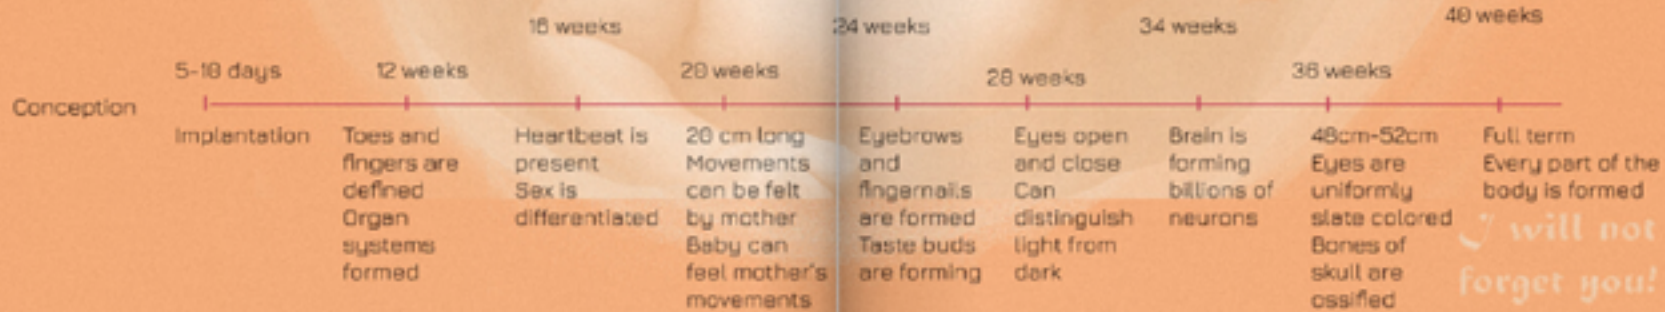 16 weeks
24 weeks
34 weeks
40 weeks
5-10 days
12 weeks
20 weeks
28 weeks
36 weeks
Conception
Implantation
Toes and
fingers are
defined
Organ
systems
formed
Heartbeat is
present
Sex is
differentiated
20 cm long
Movements
can be felt
by mother
Baby can
feel mother's
movements
Eyebrows
and
fingernails
are formed
Taste buds
are forming
Eyes open
and close
Can
distinguish
light from
dark
Brain is
forming
billions of
neurons
48cm-52cm
Eyes are
uniformly
slate colored
Bones of
skull are
ossified
Full term
Every part of the
body is formed
I will not
forget you!